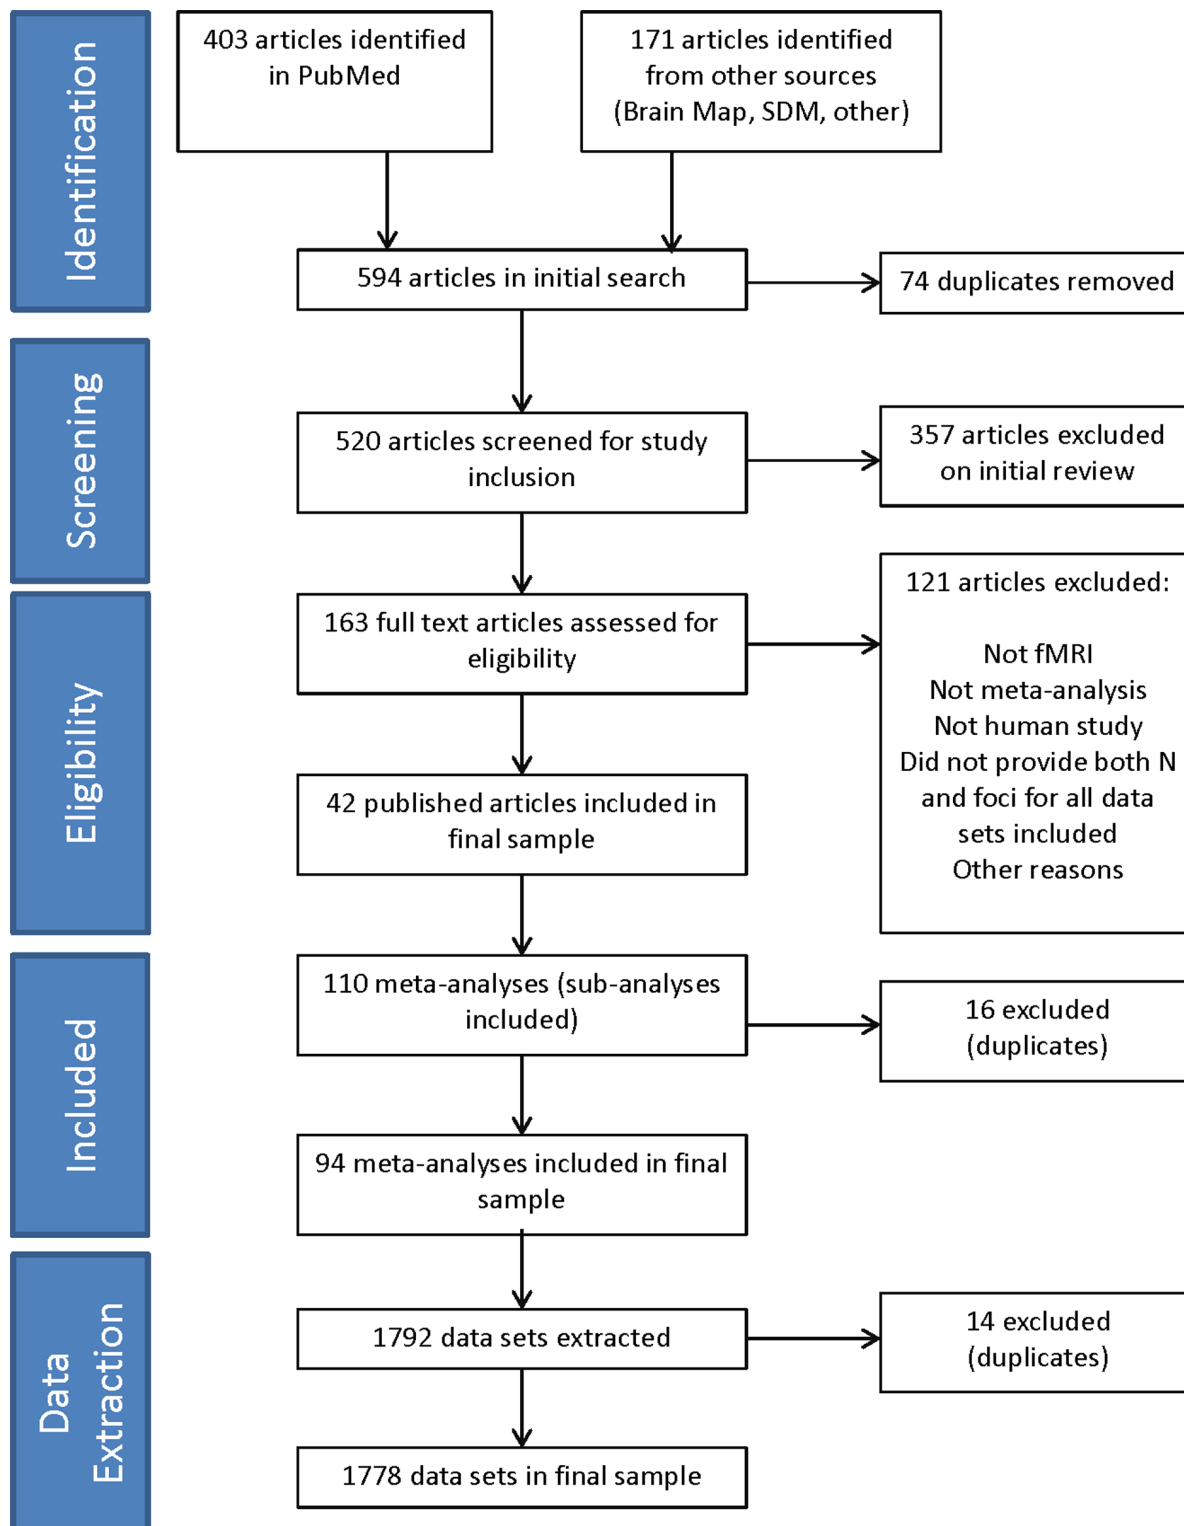 Identification
403 articles identified
in PubMed
171 articles identified
from other sources
(Brain Map, SDM, other)
594 articles in initial search
74 duplicates removed
Screening
520 articles screened for study
inclusion
357 articles excluded
on initial review
Eligibility
163 full text articles assessed for
eligibility
121 articles excluded:
Not fMRI
Not meta-analysis
Not human study
Did not provide both N
and foci for all data
sets included
Other reasons
42 published articles included in
final sample
Included
110 meta-analyses (sub-analyses
included)
16 excluded
(duplicates)
94 meta-analyses included in final
sample
Data
Extraction
1792 data sets extracted
14 excluded
(duplicates)
1778 data sets in final sample